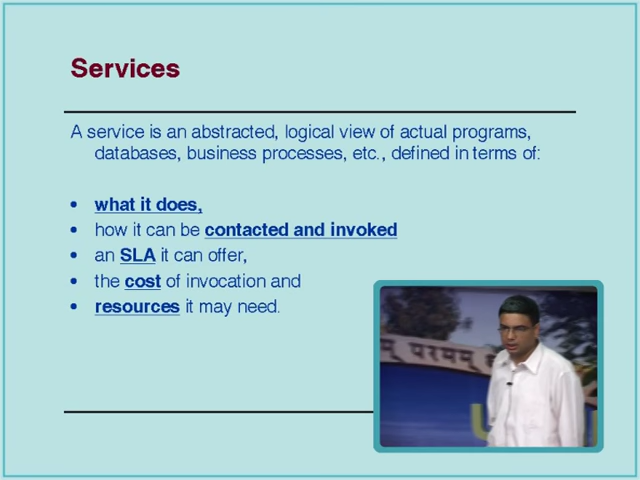 Services
A service is an abstracted, logical view of actual programs,
databases, business processes, etc., defined in terms of:
• what it does,
• how it can be contacted and invoked
• an SLA it can offer,
• the cost of invocation and
• resources it may need.
परमम्